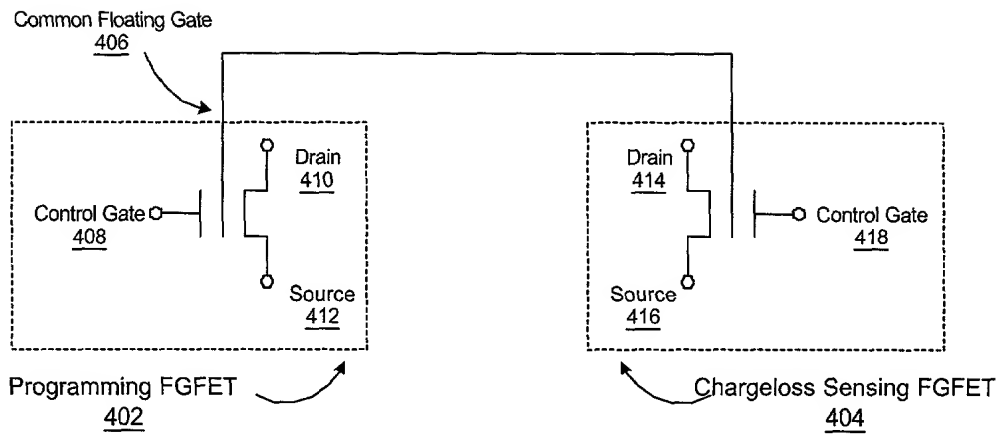 Common Floating Gate
406
Drain
410
Control Gate
408
Source
412
Drain
414
Control Gate
418
Source
416
Programming FGFET
402
Chargeloss Sensing FGFET
404